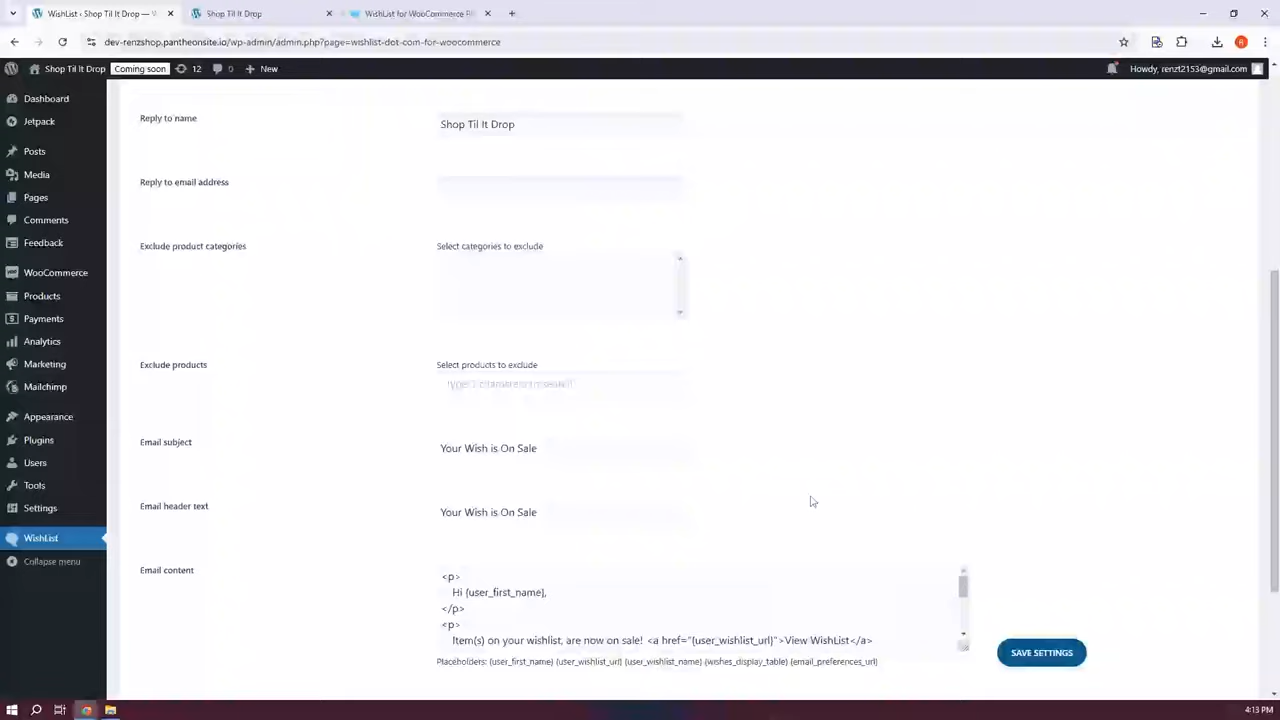 WishList ‹ Shop Til It Drop — W
Shop Til It Drop
WishList for WooCommerce Pl
dev-renzshop.pantheonsite.io/wp-admin/admin.php?page=wishlist-dot-com-for-woocommerce
Shop Til It Drop
Coming soon
12
0
New
Howdy, renzt2153@gmail.com
Dashboard
Jetpack
Posts
Media
Pages
Comments
Feedback
WooCommerce
Products
Payments
Analytics
Marketing
Mailchimp
Appearance
Plugins
Users
Tools
Settings
WishList
Collapse menu
Reply to name
Shop Til It Drop
Reply to email address
Exclude product categories
Select categories to exclude
Exclude products
Select products to exclude
Email subject
Your Wish is On Sale
Email header text
Your Wish is On Sale
Email content
<p>
Hi {user_first_name},
</p>
<p>
Item(s) on your wishlist, are now on sale! <a href="{user_wishlist_url}">View WishList</a>
Placeholders: {user_first_name} {user_wishlist_url} {user_wishlist_name} {wishes_display_table} {email_preferences_url}
SAVE SETTINGS
4:13 PM